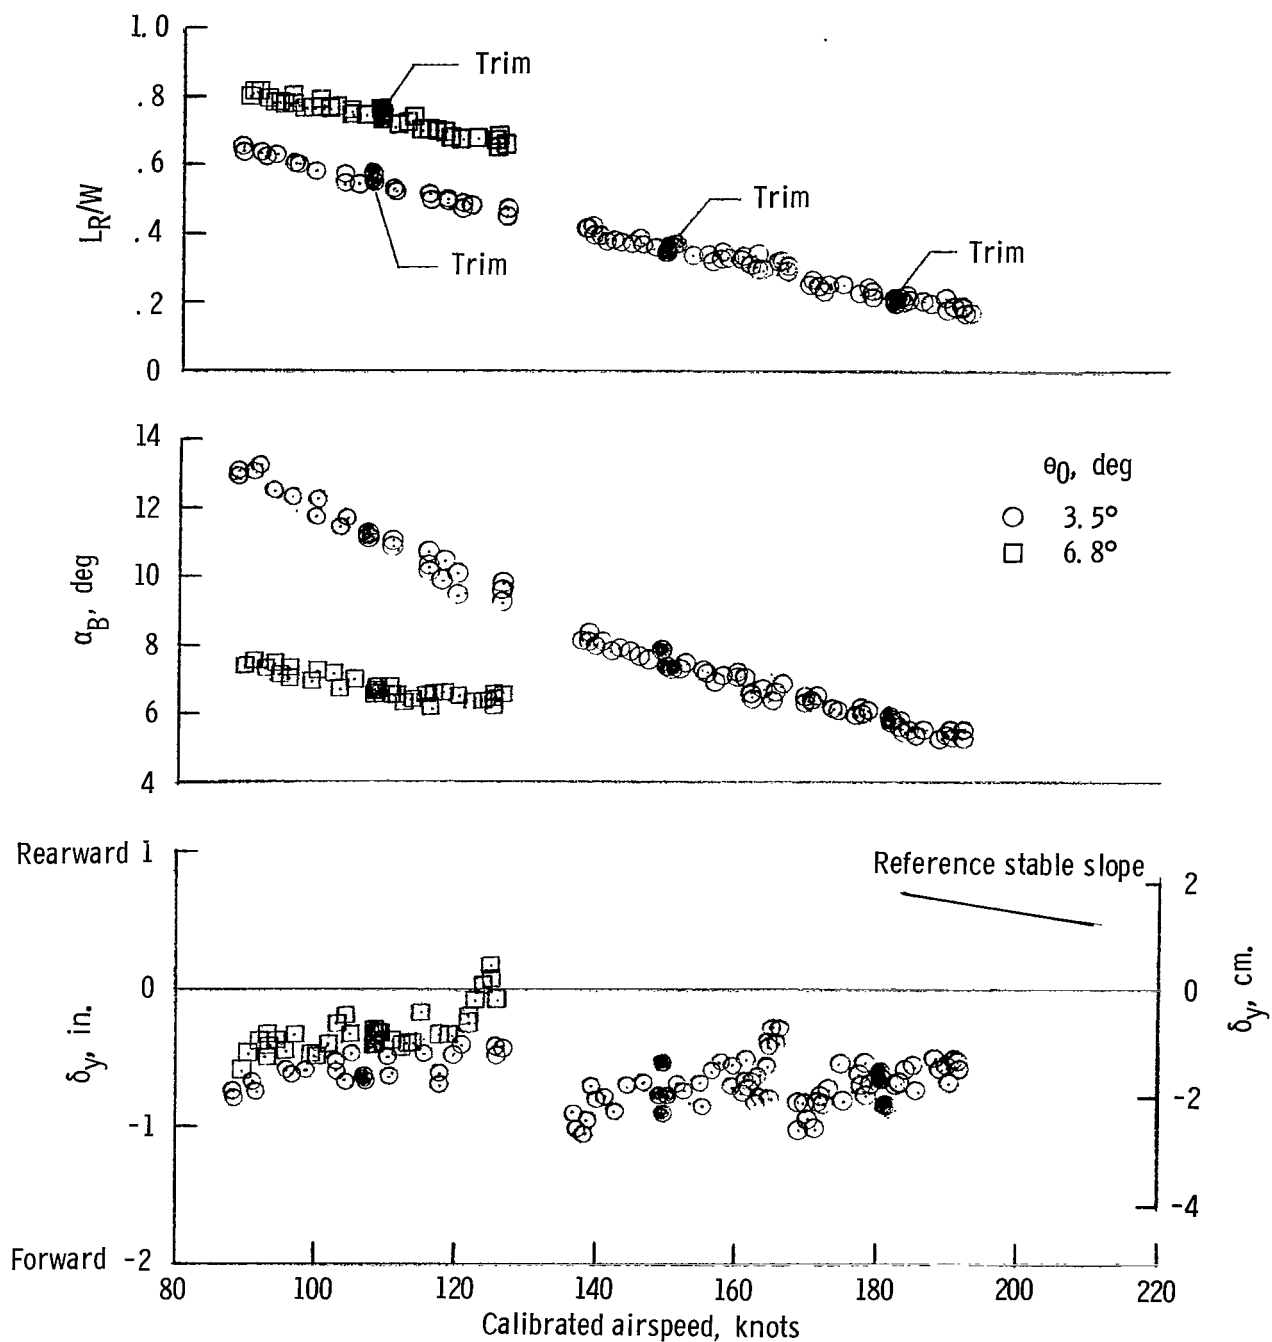 1.0
.8
.6
.4
.2
0
L_R/W
Trim
Trim
Trim
Trim
14
12
10
8
6
4
α_B, deg
θ0, deg
3.5°
6.8°
Rearward 1
0
-1
Forward -2
δ_y, in.
Reference stable slope
2
0
-2
-4
δ_y, cm.
80 100 120 140 160 180 200 220
Calibrated airspeed, knots